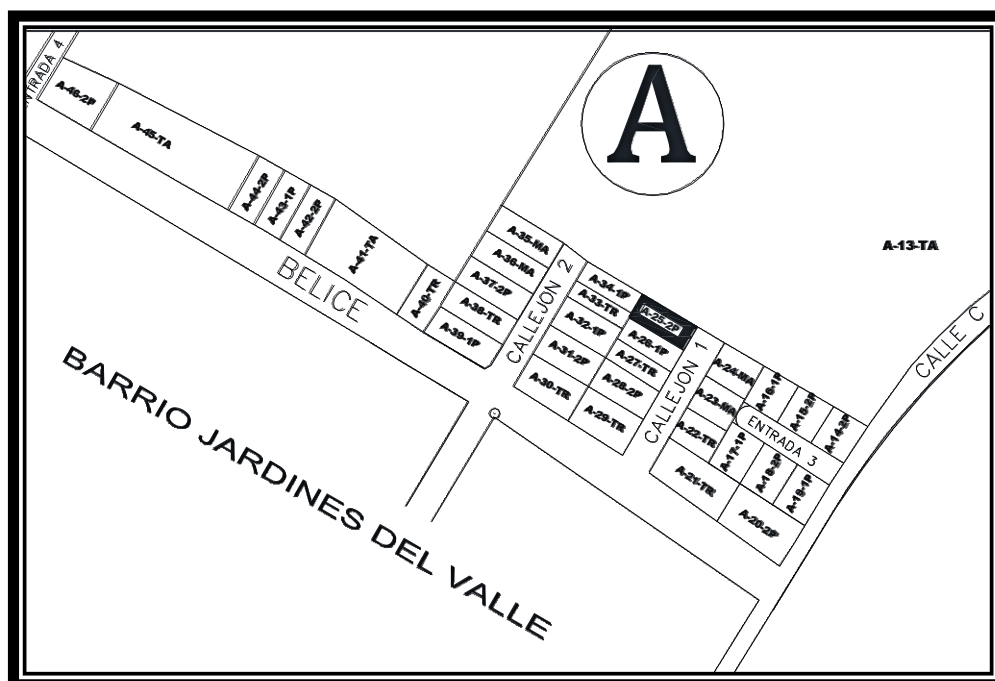 ENTRADA 4
A-46-2P
A-45-TA
A-44-2P
A-43-1P
A-42-2P
A-41-TA
A-40-TR
BELICE
A
A-13-TA
A-35-MA
A-36-MA
A-37-2P
A-38-TR
A-39-1P
CALLEJON 2
A-34-1P
A-33-TR
A-32-1P
A-31-2P
A-30-TR
A-25-2P
A-26-1P
A-27-TR
A-28-2P
A-29-TR
CALLEJON 1
A-24-MA
A-23-MA
A-22-TR
A-21-TR
A-16-1P
A-15-2P
A-14-2P
ENTRADA 3
A-17-1P
A-18-2P
A-19-1P
A-20-2P
CALLE C
BARRIO JARDINES DEL VALLE